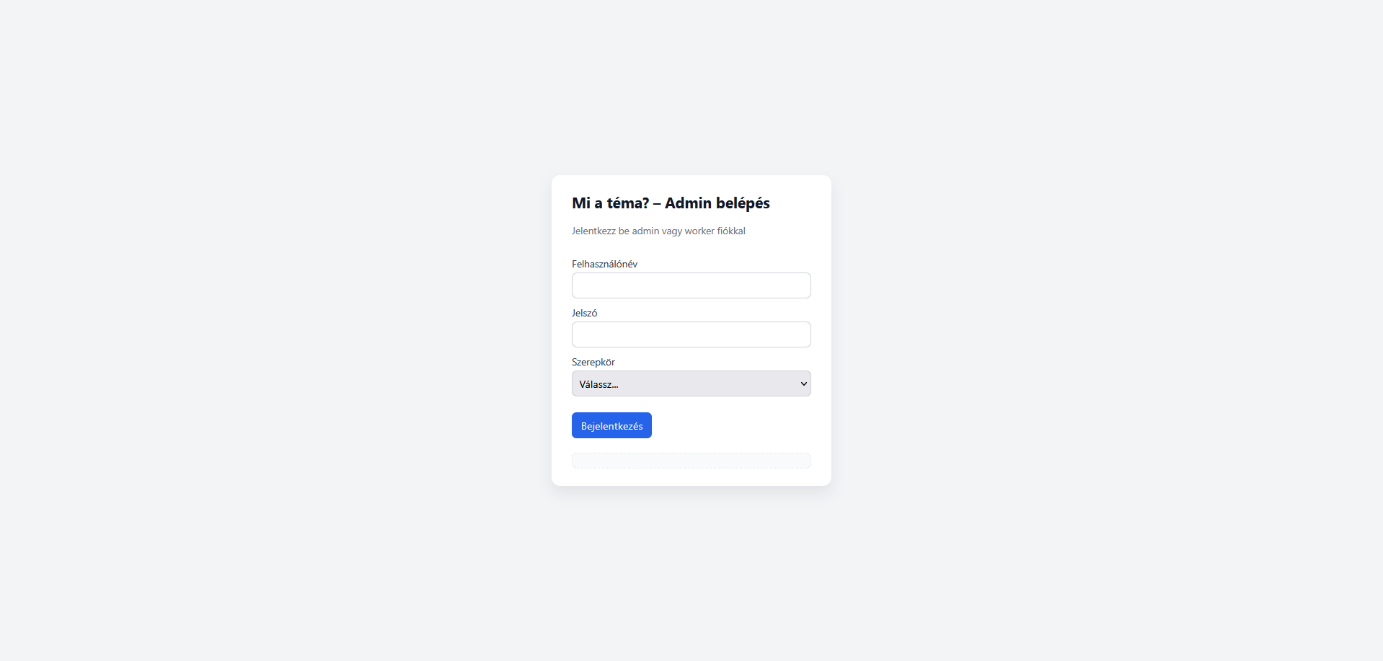 Mi a téma? – Admin belépés
Jelentkezz be admin vagy worker fiókkal
Felhasználónév
Jelszó
Szerepkör
Válassz...
Bejelentkezés